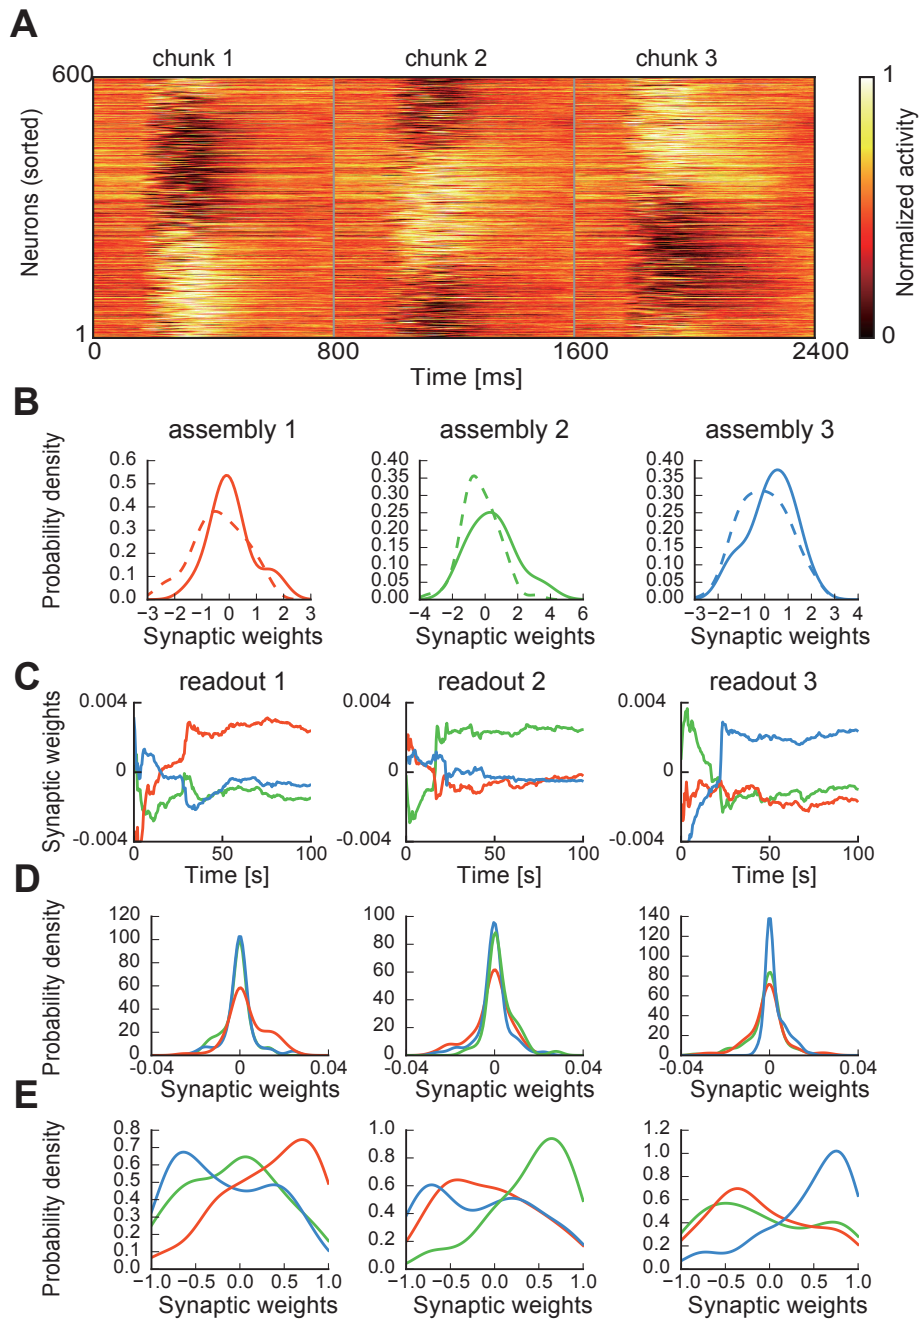 A
chunk 1 chunk 2 chunk 3
600 1
Neurons (sorted)
Normalized activity
1 0
0 800 1600 2400
Time [ms]
B
assembly 1 assembly 2 assembly 3
Probability density
0.6 0.40 0.40
0.5 0.35 0.35
0.4 0.30 0.30
0.3 0.25 0.25
0.2 0.20 0.20
0.1 0.15 0.15
0.0 0.10 0.10
0.05 0.05
0.00 0.00
−3 −2 −1 0 1 2 3 −4 −2 0 2 4 6 −3 −2 −1 0 1 2 3 4
Synaptic weights Synaptic weights Synaptic weights
C
readout 1 readout 2 readout 3
Synaptic weights
0.004 0.004 0.004
0 0 0
-0.004 -0.004 -0.004
0 50 100 0 50 100 0 50 100
Time [s] Time [s] Time [s]
D
Probability density
120 100 140
100 80 120
80 60 100
60 40 80
40 20 60
20 0 40
0 20
0
-0.04 0 0.04 -0.04 0 0.04 -0.04 0 0.04
Synaptic weights Synaptic weights Synaptic weights
E
Probability density
0.8 1.0 1.2
0.7 0.8 1.0
0.6 0.6 0.8
0.5 0.4 0.6
0.4 0.2 0.4
0.3 0.0 0.2
0.2 0.0
0.1
0.0
−1.0 −0.5 0.0 0.5 1.0 −1.0 −0.5 0.0 0.5 1.0 −1.0 −0.5 0.0 0.5 1.0
Synaptic weights Synaptic weights Synaptic weights